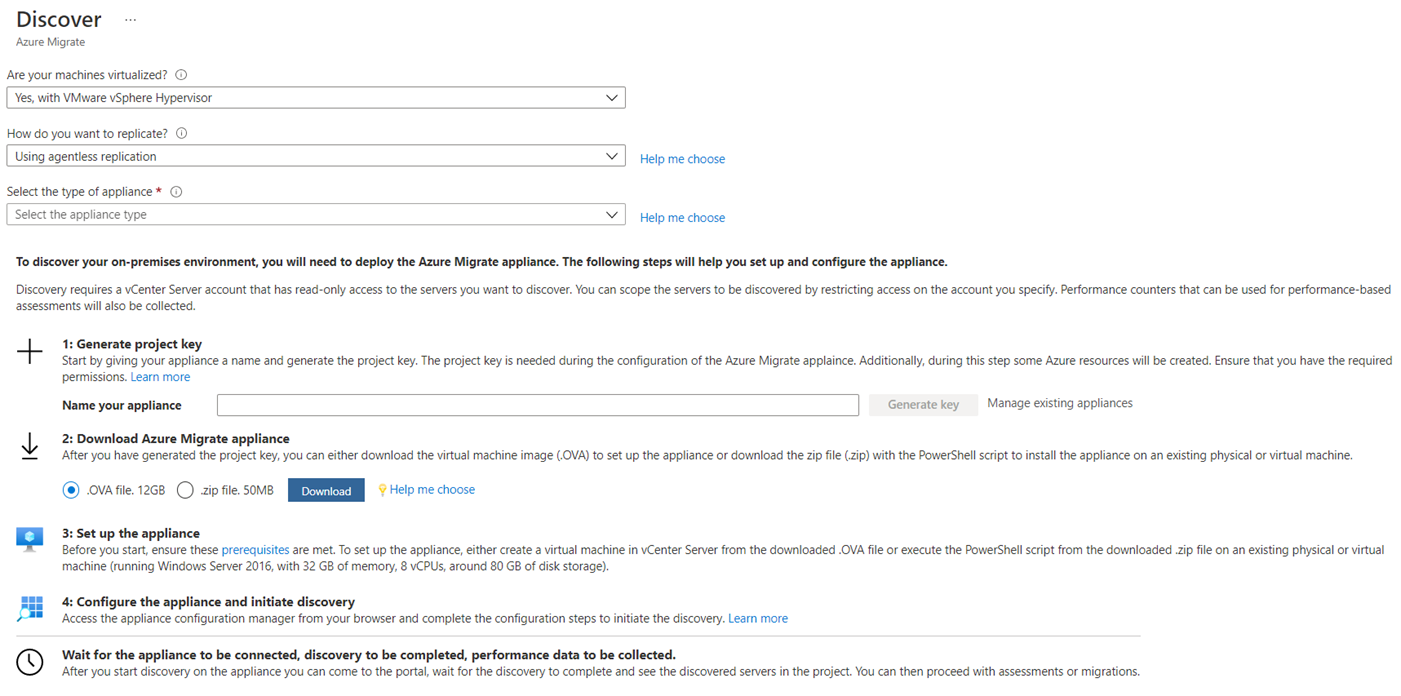 Discover ...
Azure Migrate
Are your machines virtualized?
Yes, with VMware vSphere Hypervisor
How do you want to replicate?
Using agentless replication
Help me choose
Select the type of appliance *
Select the appliance type
Help me choose
To discover your on-premises environment, you will need to deploy the Azure Migrate appliance. The following steps will help you set up and configure the appliance.
Discovery requires a vCenter Server account that has read-only access to the servers you want to discover. You can scope the servers to be discovered by restricting access on the account you specify. Performance counters that can be used for performance-based
assessments will also be collected.
1: Generate project key
Start by giving your appliance a name and generate the project key. The project key is needed during the configuration of the Azure Migrate applaince. Additionally, during this step some Azure resources will be created. Ensure that you have the required
permissions. Learn more
Name your appliance
Generate key
Manage existing appliances
2: Download Azure Migrate appliance
After you have generated the project key, you can either download the virtual machine image (.OVA) to set up the appliance or download the zip file (.zip) with the PowerShell script to install the appliance on an existing physical or virtual machine.
.OVA file. 12GB
.zip file. 50MB
Download
Help me choose
3: Set up the appliance
Before you start, ensure these prerequisites are met. To set up the appliance, either create a virtual machine in vCenter Server from the downloaded .OVA file or execute the PowerShell script from the downloaded .zip file on an existing physical or virtual
machine (running Windows Server 2016, with 32 GB of memory, 8 vCPUs, around 80 GB of disk storage).
4: Configure the appliance and initiate discovery
Access the appliance configuration manager from your browser and complete the configuration steps to initiate the discovery. Learn more
Wait for the appliance to be connected, discovery to be completed, performance data to be collected.
After you start discovery on the appliance you can come to the portal, wait for the discovery to complete and see the discovered servers in the project. You can then proceed with assessments or migrations.